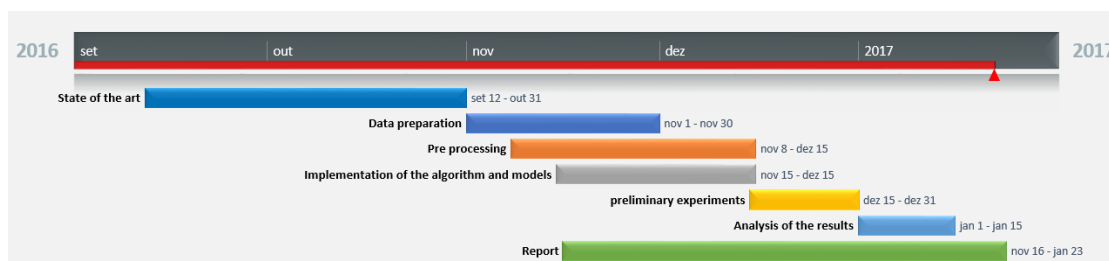 2016 set out nov dez 2017 2017
State of the art set 12 - out 31
Data preparation nov 1 - nov 30
Pre processing nov 8 - dez 15
Implementation of the algorithm and models nov 15 - dez 15
preliminary experiments dez 15 - dez 31
Analysis of the results jan 1 - jan 15
Report nov 16 - jan 23